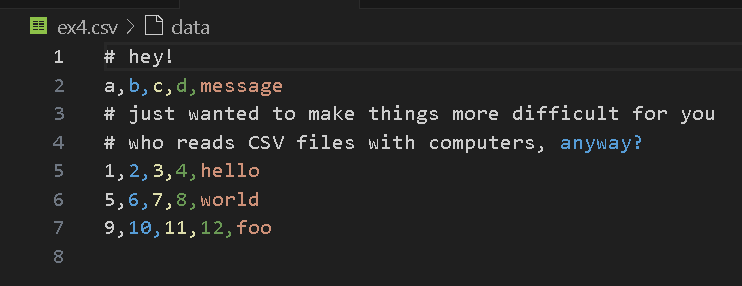 ex4.csv > data
1 # hey!
2 a,b,c,d,message
3 # just wanted to make things more difficult for you
4 # who reads CSV files with computers, anyway?
5 1,2,3,4,hello
6 5,6,7,8,world
7 9,10,11,12,foo
8